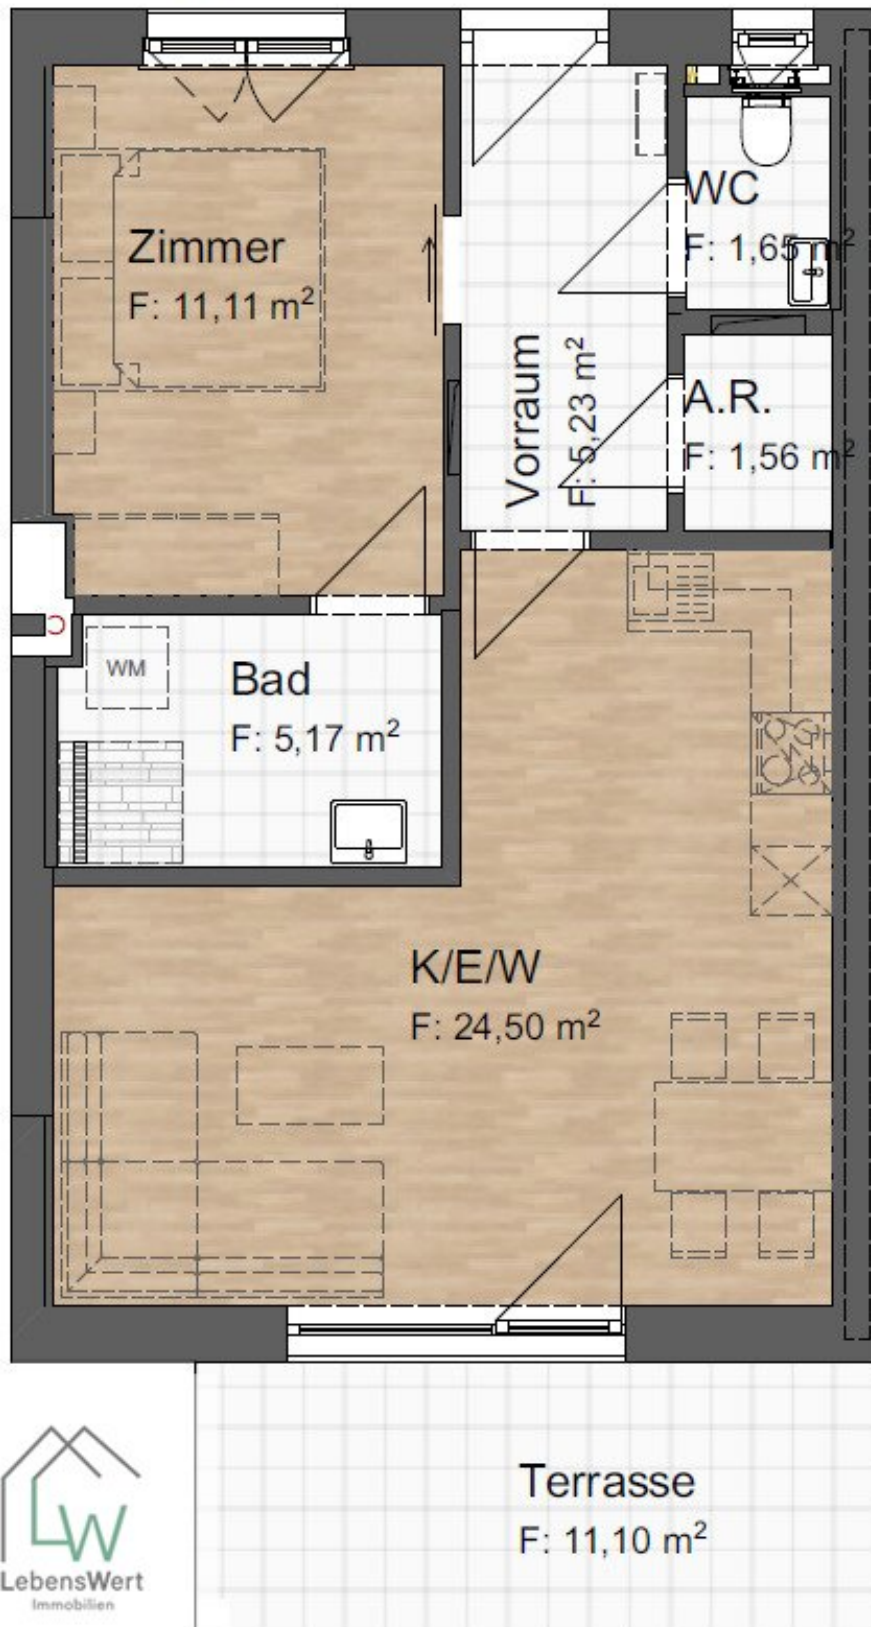 WC
F: 1,65 m²
Zimmer
F: 11,11 m²
Vorraum
F: 5,23 m²
A.R.
F: 1,56 m²
WM
Bad
F: 5,17 m²
K/E/W
F: 24,50 m²
Terrasse
F: 11,10 m²
LW
LebensWert
Immobilien